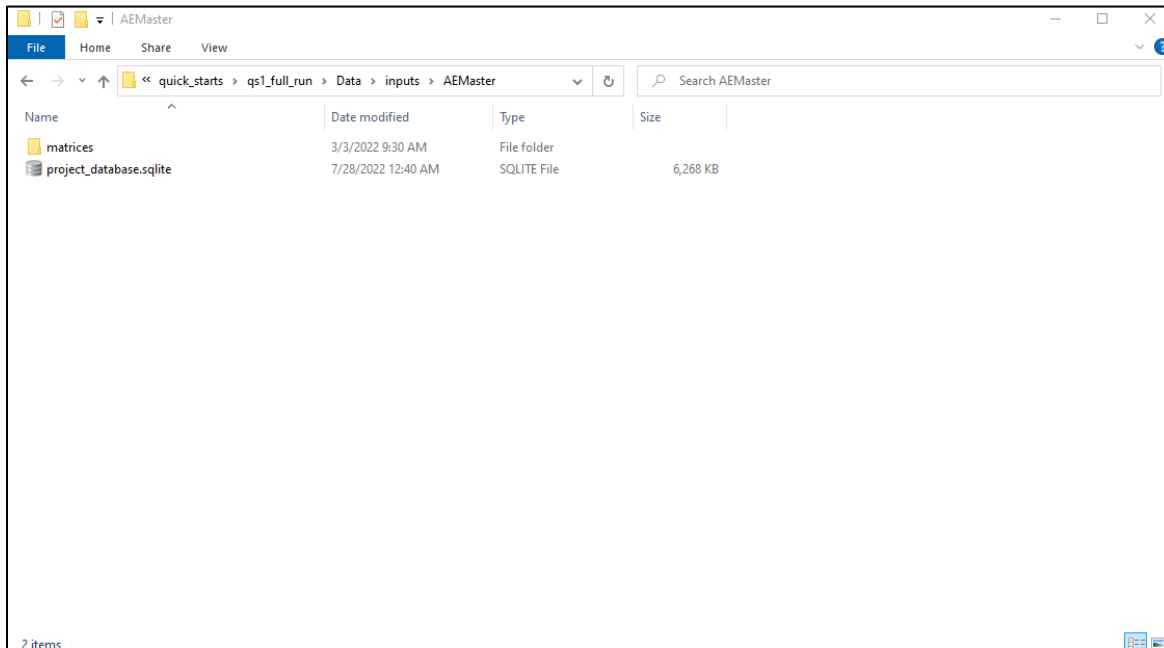 AEMaster
File Home Share View
« quick_starts > qs1_full_run > Data > inputs > AEMaster Search AEMaster
Name Date modified Type Size
matrices 3/3/2022 9:30 AM File folder
project_database.sqlite 7/28/2022 12:40 AM SQLITE File 6,268 KB
2 items